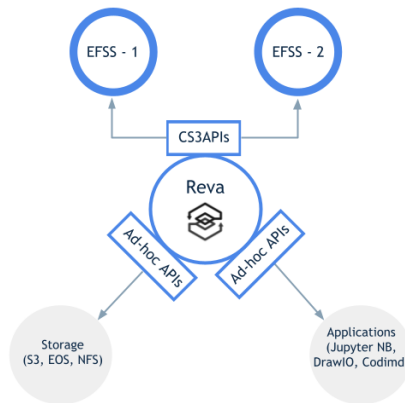 EFSS - 1
EFSS - 2
CS3APIs
Reva
Ad-hoc APIs
Ad-hoc APIs
Storage
(S3, EOS, NFS)
Applications
(Jupyter NB,
DrawIO, Codimd